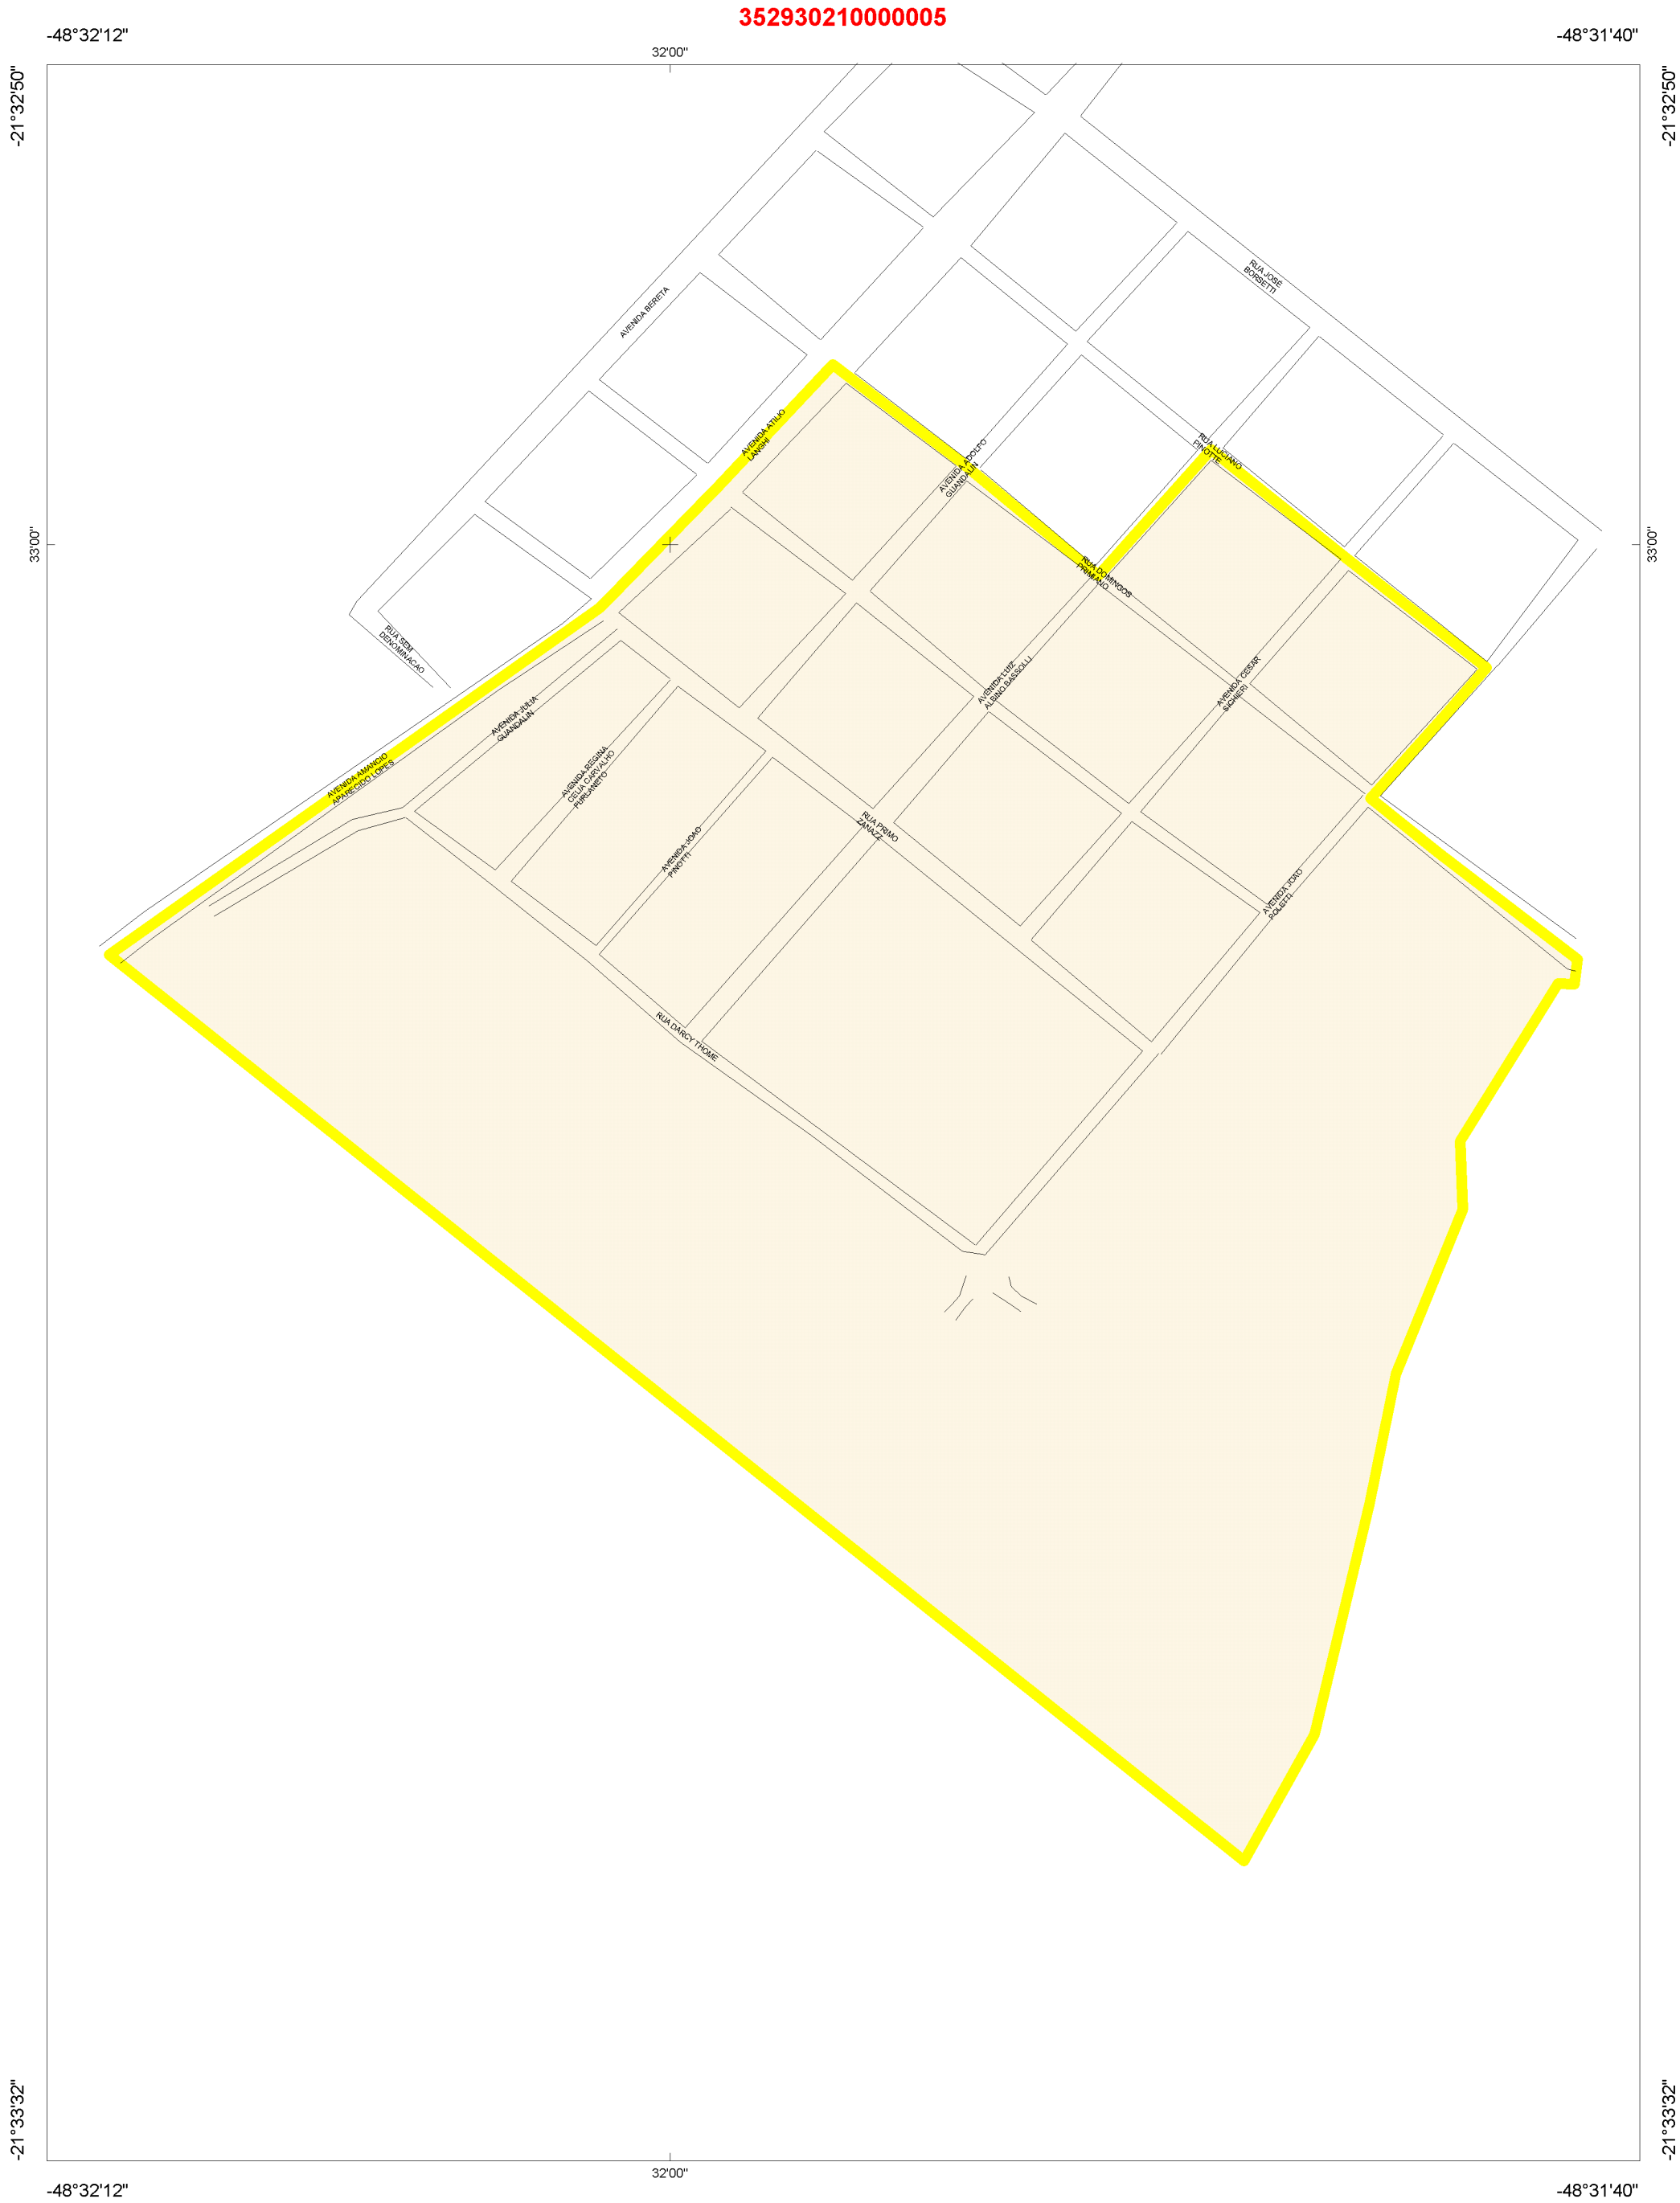 352930210000005
-48°32'12"
-48°31'40"
32'00"
-21°32'50"
-21°32'50"
RUA JOSÉ
BORSETTI
AVENIDA BERETA
AVENIDA ATILIO
LANGHI
RUA LUCIANO
PINOTTE
AVENIDA ADOLFO
GUANDALIN
33'00"
33'00"
RUA DOMINGOS
PRIMIANO
RUA SEM
DENOMINACAO
AVENIDA LUIZ
ALBINO BASSOLLI
AVENIDA CESAR
SICHIERI
AVENIDA JULIA
GUANDALIN
AVENIDA AMANCIO
APARECIDO LOPES
AVENIDA REGINA
CELIA CARVALHO
FURLANETO
RUA PRIMO
ZANAZZ
AVENIDA JOAO
PINOTTI
AVENIDA JOAO
POLETTI
RUA DARCY THOME
-21°33'32"
-21°33'32"
32'00"
-48°32'12"
-48°31'40"